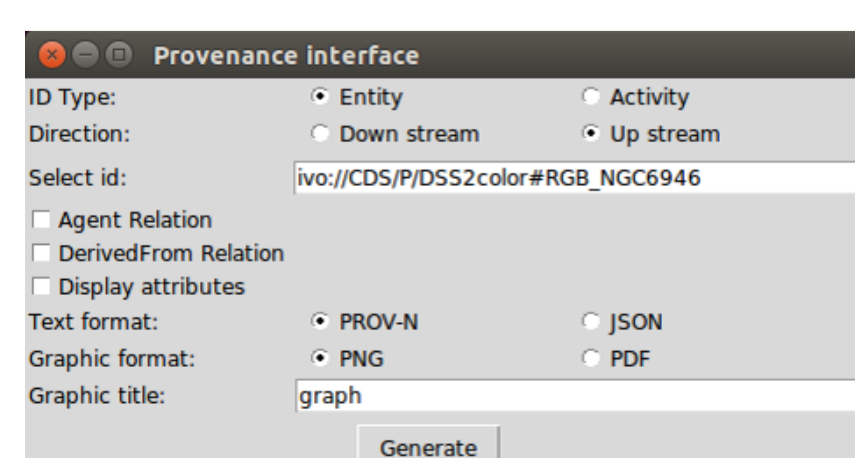 Provenance interface
ID Type: Entity Activity
Direction: Down stream Up stream
Select id: ivo://CDS/P/DSS2color#RGB_NGC6946
Agent Relation
DerivedFrom Relation
Display attributes
Text format: PROV-N JSON
Graphic format: PNG PDF
Graphic title: graph
Generate